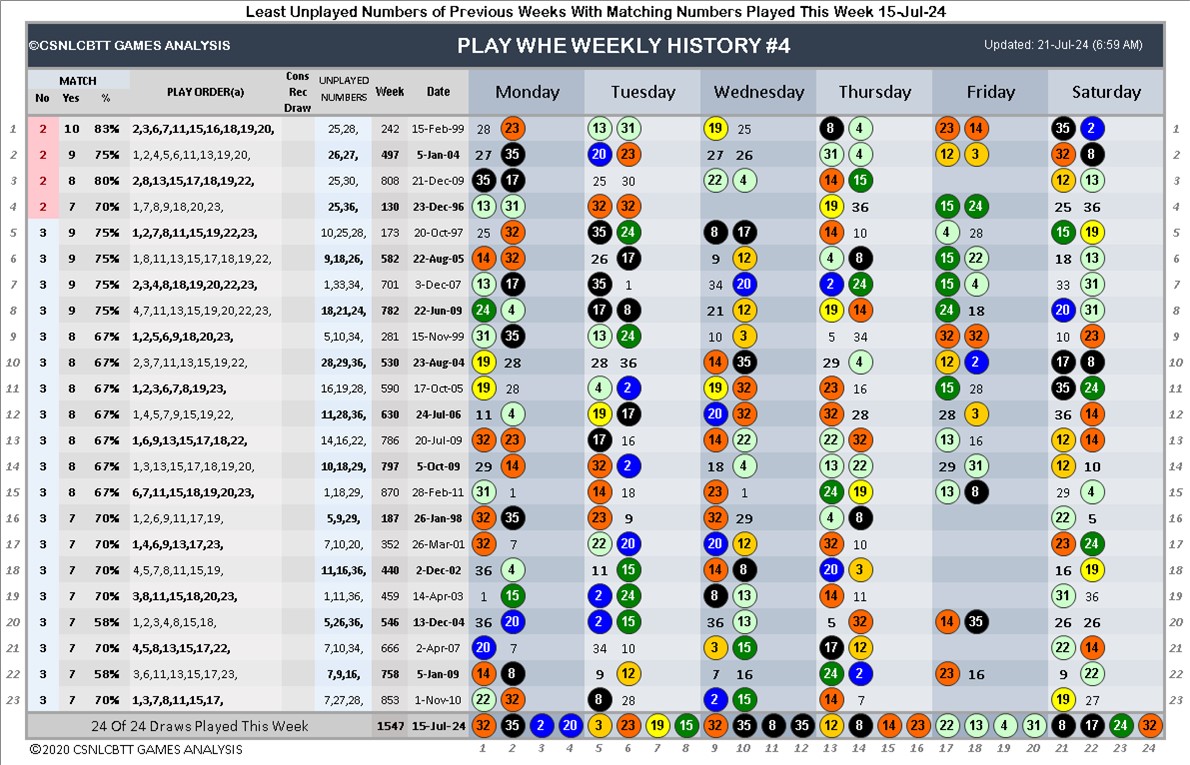 Least Unplayed Numbers of Previous Weeks With Matching Numbers Played This Week 15-Jul-24
©CSNLCBTT GAMES ANALYSIS PLAY WHE WEEKLY HISTORY #4 Updated: 21-Jul-24 (6:59 AM)
MATCH
No Yes % PLAY ORDER(a) Cons Rec Draw UNPLAYED NUMBERS Week Date Monday Tuesday Wednesday Thursday Friday Saturday
1 2 10 83% 2,3,6,7,11,15,16,18,19,20, 25,28, 242 15-Feb-99 28 23 13 31 19 25 8 4 23 14 35 2 1
2 2 9 75% 1,2,4,5,6,11,13,19,20, 26,27, 497 5-Jan-04 27 35 20 23 27 26 31 4 12 3 32 8 2
3 2 8 80% 2,8,13,15,17,18,19,22, 25,30, 808 21-Dec-09 35 17 25 30 22 4 14 15 12 13 3
4 2 7 70% 1,7,8,9,18,20,23, 25,36, 130 23-Dec-96 13 31 32 32 19 36 15 24 25 36 4
5 3 9 75% 1,2,7,8,11,15,19,22,23, 10,25,28, 173 20-Oct-97 25 32 35 24 8 17 14 10 4 28 15 19 5
6 3 9 75% 1,8,11,13,15,17,18,19,22, 9,18,26, 582 22-Aug-05 14 32 26 17 9 12 4 8 15 22 18 13 6
7 3 9 75% 2,3,4,8,18,19,20,22,23, 1,33,34, 701 3-Dec-07 13 17 35 1 34 20 2 24 15 4 33 31 7
8 3 9 75% 4,7,11,13,15,19,20,22,23, 18,21,24, 782 22-Jun-09 24 4 17 8 21 12 19 14 24 18 20 31 8
9 3 8 67% 1,2,5,6,9,18,20,23, 5,10,34, 281 15-Nov-99 31 35 13 24 10 3 5 34 32 32 10 23 9
10 3 8 67% 2,3,7,11,13,15,19,22, 28,29,36, 530 23-Aug-04 19 28 28 36 14 35 29 4 12 2 17 8 10
11 3 8 67% 1,2,3,6,7,8,19,23, 16,19,28, 590 17-Oct-05 19 28 4 2 19 32 23 16 15 28 35 24 11
12 3 8 67% 1,4,5,7,9,15,19,22, 11,28,36, 630 24-Jul-06 11 4 19 17 20 32 32 28 28 3 36 14 12
13 3 8 67% 1,6,9,13,15,17,18,22, 14,16,22, 786 20-Jul-09 32 23 17 16 14 22 22 32 13 16 12 14 13
14 3 8 67% 1,3,13,15,17,18,19,20, 10,18,29, 797 5-Oct-09 29 14 32 2 18 4 13 22 29 31 12 10 14
15 3 8 67% 6,7,11,15,18,19,20,23, 1,18,29, 870 28-Feb-11 31 1 14 18 23 1 24 19 13 8 29 4 15
16 3 7 70% 1,2,6,9,11,17,19, 5,9,29, 187 26-Jan-98 32 35 23 9 32 29 4 8 22 5 16
17 3 7 70% 1,4,6,9,13,17,23, 7,10,20, 352 26-Mar-01 32 7 22 20 20 12 32 10 23 24 17
18 3 7 70% 4,5,7,8,11,15,19, 11,16,36, 440 2-Dec-02 36 4 11 15 14 8 20 3 16 19 18
19 3 7 70% 3,8,11,15,18,20,23, 1,11,36, 459 14-Apr-03 1 15 2 24 8 13 14 11 31 36 19
20 3 7 58% 1,2,3,4,8,15,18, 5,26,36, 546 13-Dec-04 36 20 2 15 36 13 5 32 14 35 26 26 20
21 3 7 70% 4,5,8,13,15,17,22, 7,10,34, 666 2-Apr-07 20 7 34 10 3 15 17 12 22 14 21
22 3 7 58% 3,6,11,13,15,17,23, 7,9,16, 758 5-Jan-09 14 8 9 12 7 16 24 2 23 16 9 22 22
23 3 7 70% 1,3,7,8,11,15,17, 7,27,28, 853 1-Nov-10 22 32 8 28 2 15 14 7 19 27 23
24 Of 24 Draws Played This Week 1547 15-Jul-24 32 35 2 20 3 23 19 15 32 35 8 35 12 8 14 23 22 13 4 31 8 17 24 32
©2020 CSNLCBTT GAMES ANALYSIS 1 2 3 4 5 6 7 8 9 10 11 12 13 14 15 16 17 18 19 20 21 22 23 24